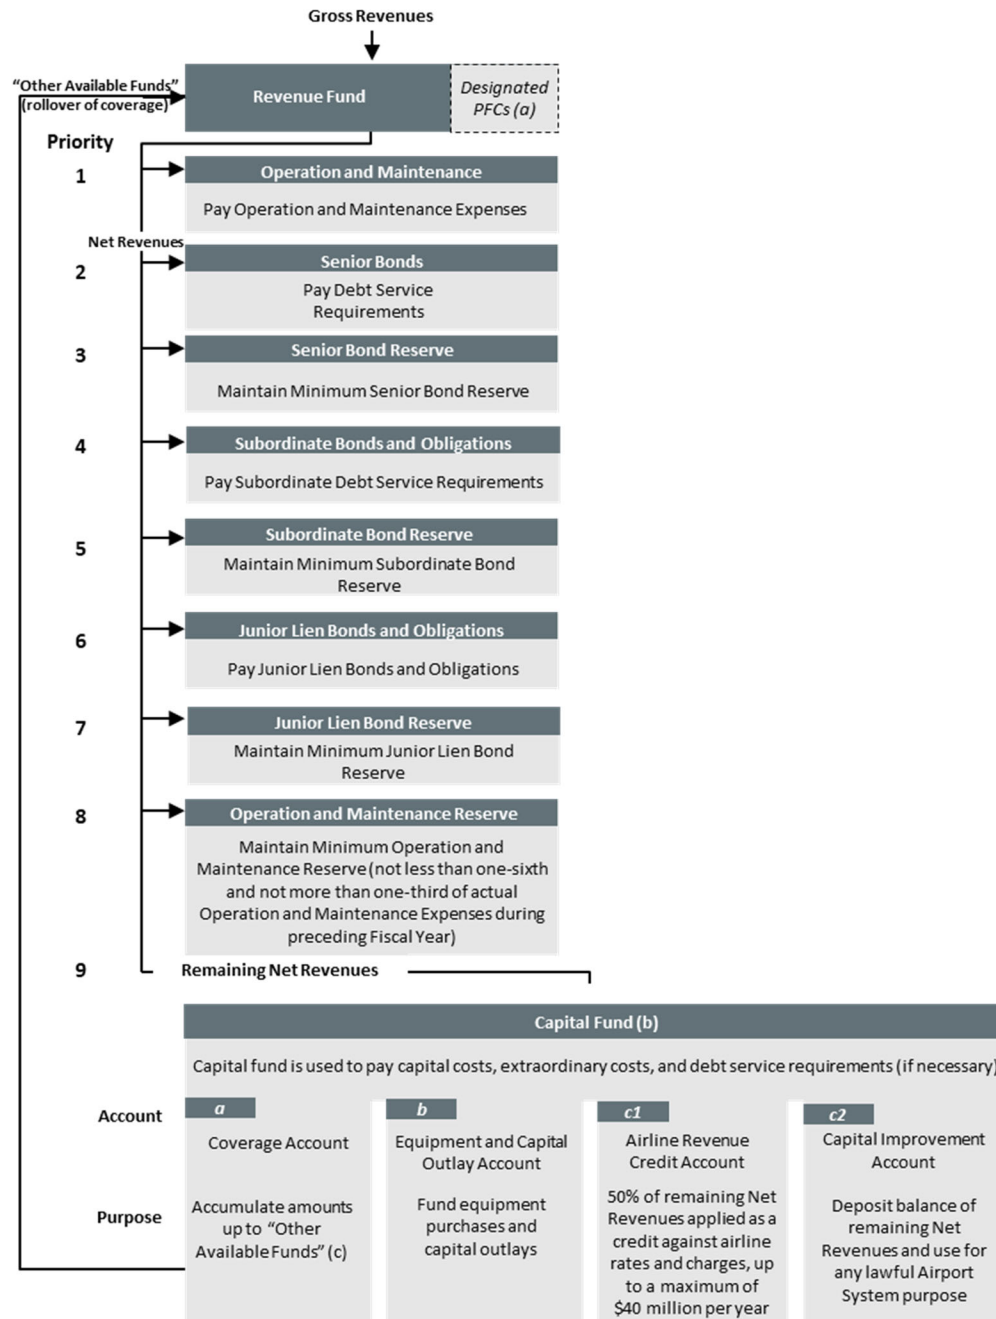 Gross Revenues
“Other Available Funds”
(rollover of coverage)
Revenue Fund
Designated
PFCs (a)
Priority
1
Operation and Maintenance
Pay Operation and Maintenance Expenses
Net Revenues
2
Senior Bonds
Pay Debt Service
Requirements
3
Senior Bond Reserve
Maintain Minimum Senior Bond Reserve
4
Subordinate Bonds and Obligations
Pay Subordinate Debt Service Requirements
5
Subordinate Bond Reserve
Maintain Minimum Subordinate Bond
Reserve
6
Junior Lien Bonds and Obligations
Pay Junior Lien Bonds and Obligations
7
Junior Lien Bond Reserve
Maintain Minimum Junior Lien Bond
Reserve
8
Operation and Maintenance Reserve
Maintain Minimum Operation and
Maintenance Reserve (not less than one-sixth
and not more than one-third of actual
Operation and Maintenance Expenses during
preceding Fiscal Year)
9
Remaining Net Revenues
Capital Fund (b)
Capital fund is used to pay capital costs, extraordinary costs, and debt service requirements (if necessary)
Account
Purpose
a
Coverage Account
Accumulate amounts
up to “Other
Available Funds” (c)
b
Equipment and Capital
Outlay Account
Fund equipment
purchases and
capital outlays
c1
Airline Revenue
Credit Account
50% of remaining Net
Revenues applied as a
credit against airline
rates and charges, up
to a maximum of
$40 million per year
c2
Capital Improvement
Account
Deposit balance of
remaining Net
Revenues and use for
any lawful Airport
System purpose